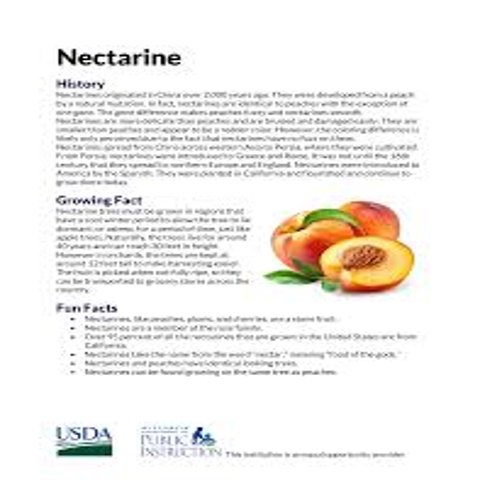 Nectarine
History
Nectarines originated in China over 2,000 years ago. They were developed from a peach
by a natural mutation. In fact, nectarines are identical to peaches with the exception of
one gene. The gene difference makes peaches fuzzy and nectarines smooth.
Nectarines are more delicate than peaches and are bruised and damaged easily. They are
smaller than peaches and appear to be a redder color. However, the coloring difference is
likely only perceived due to the fact that nectarines have no fuzz on them.
Nectarines spread from China across western Asia to Persia, where they were cultivated.
From Persia, nectarines were introduced to Greece and Rome. It was not until the 16th
century that they spread to northern Europe and England. Nectarines were introduced to
America by the Spanish. They were planted in California and flourished and continue to
grow there today.
Growing Fact
Nectarine trees must be grown in regions that
have a cool winter period to allow the tree to lie
dormant, or asleep, for a period of time, just like
apple trees. Naturally, the trees live for around
40 years and can reach 30 feet in height.
However in orchards, the trees are kept at
around 12 feet tall to make harvesting easier.
The fruit is picked when not fully ripe, so they
can be transported to grocery stores across the
country.
Fun Facts
• Nectarines, like peaches, plums, and cherries, are a stone fruit.
• Nectarines are a member of the rose family.
• Over 95 percent of all the nectarines that are grown in the United States are from
California.
• Nectarines take the name from the word "nectar," meaning "food of the gods."
• Nectarines and peaches have identical looking trees.
• Nectarines can be found growing on the same tree as peaches.
USDA
PUBLIC
INSTRUCTION
This institution is an equal opportunity provider.